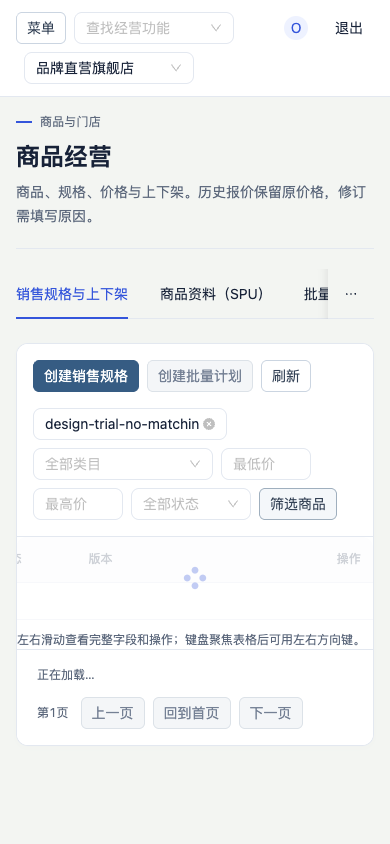 菜单
查找经营功能
O
退出
品牌直营旗舰店
商品与门店
商品经营
商品、规格、价格与上下架。历史报价保留原价格，修订
需填写原因。
销售规格与上下架
商品资料（SPU）
批量
···
创建销售规格
创建批量计划
刷新
design-trial-no-matchin
全部类目
最低价
最高价
全部状态
筛选商品
版本
操作
左右滑动查看完整字段和操作；键盘聚焦表格后可用左右方向键。
正在加载...
第1页
上一页
回到首页
下一页